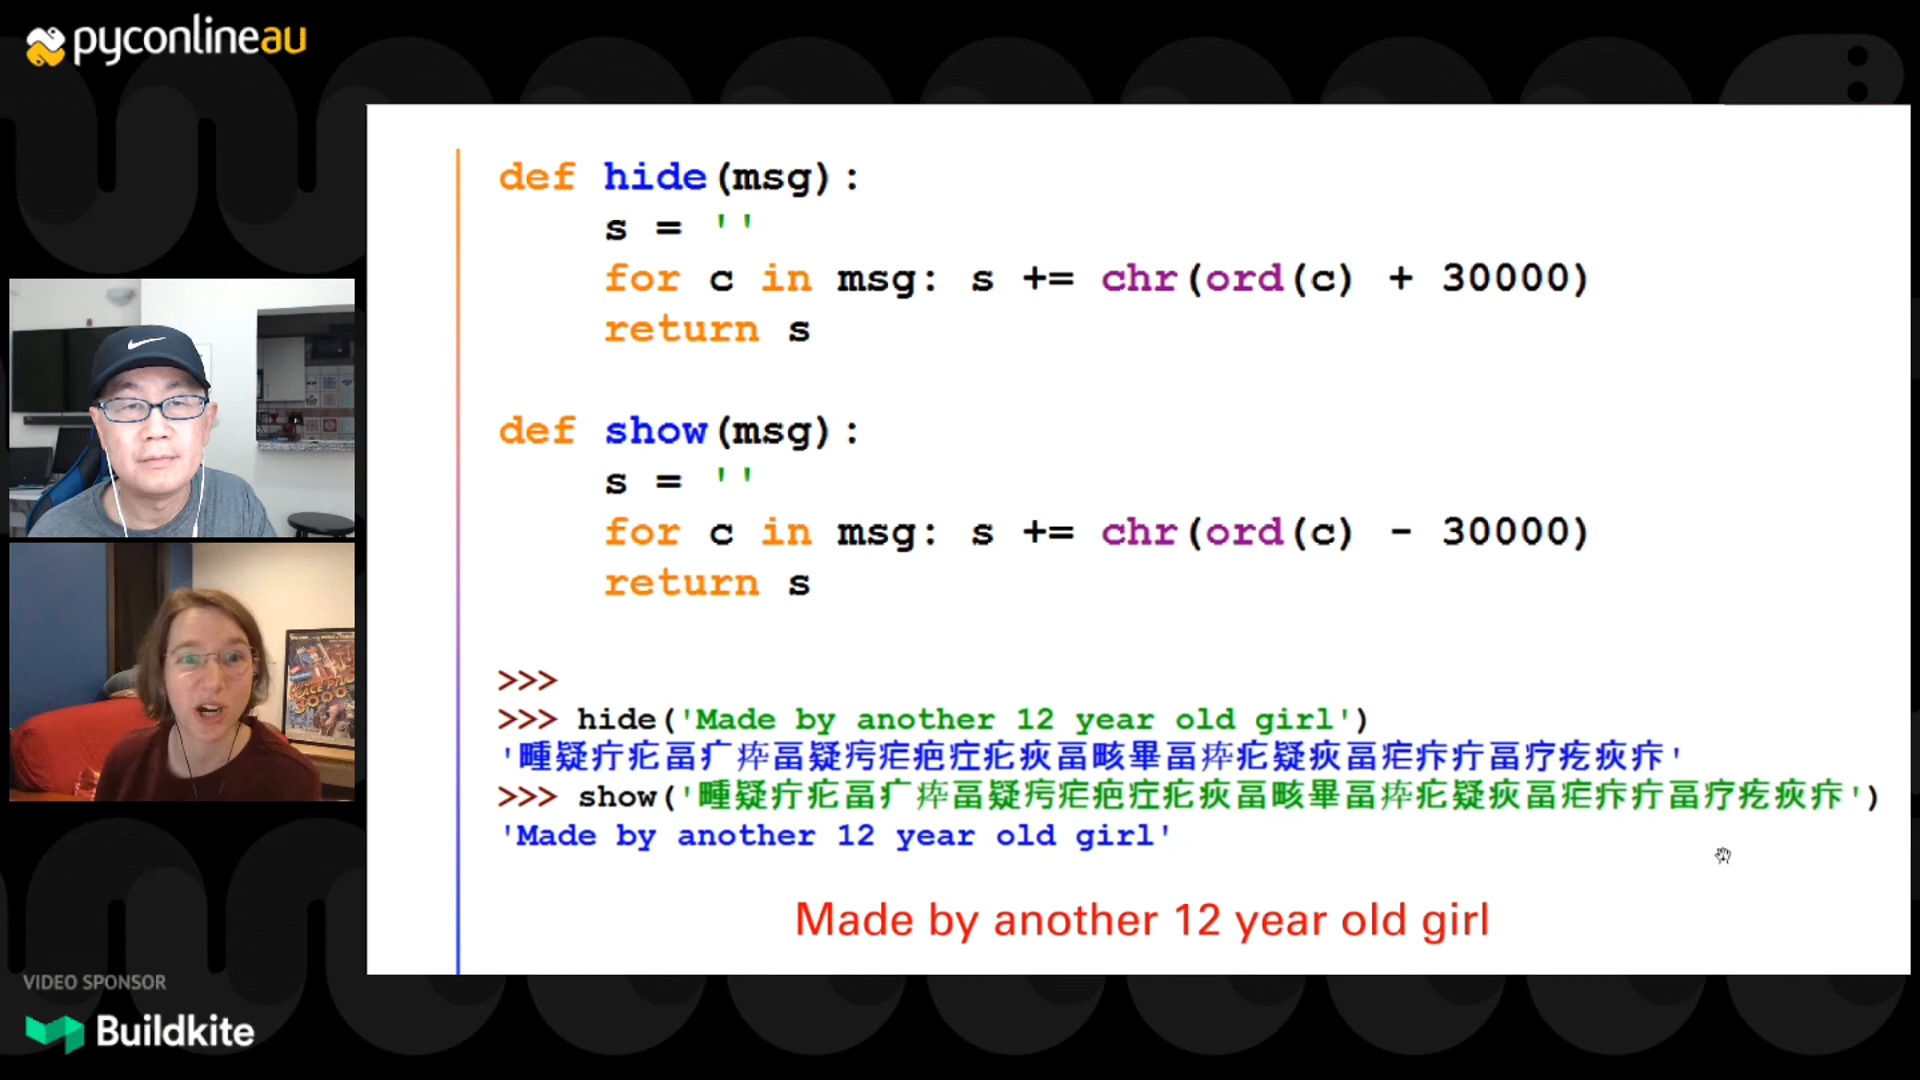 pyconlineau
def hide(msg):
s = ''
for c in msg: s += chr(ord(c) + 30000)
return s
def show(msg):
s = ''
for c in msg: s += chr(ord(c) - 30000)
return s
>>>
>>> hide('Made by another 12 year old girl')
'畽疑疔疕畐疒疩畐疑疞疟疤疘疕疢畐畡畢畐疩疕疑疢畐疟疜疔畐疗疙疢疜'
>>> show('畽疑疔疕畐疒疩畐疑疞疟疤疘疕疢畐畡畢畐疩疕疑疢畐疟疜疔畐疗疙疢疜')
'Made by another 12 year old girl'
Made by another 12 year old girl
VIDEO SPONSOR
Buildkite